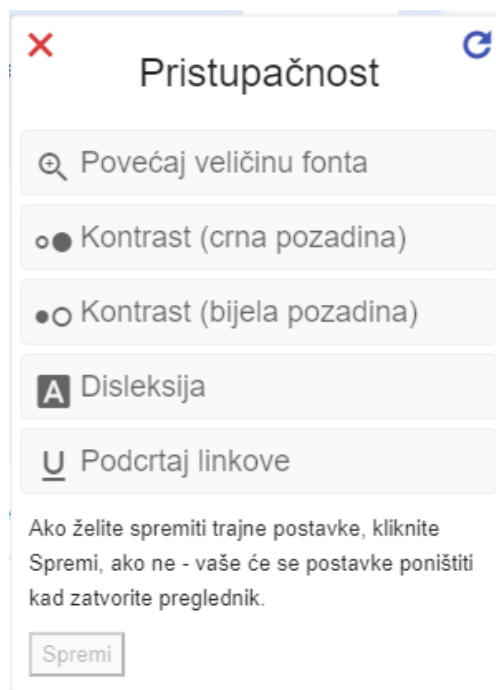 Pristupačnost
Povećaj veličinu fonta
Kontrast (crna pozadina)
Kontrast (bijela pozadina)
A Disleksija
U Podcrtaj linkove
Ako želite spremiti trajne postavke, kliknite
Spremi, ako ne - vaše će se postavke poništiti
kad zatvorite preglednik.
Spremi